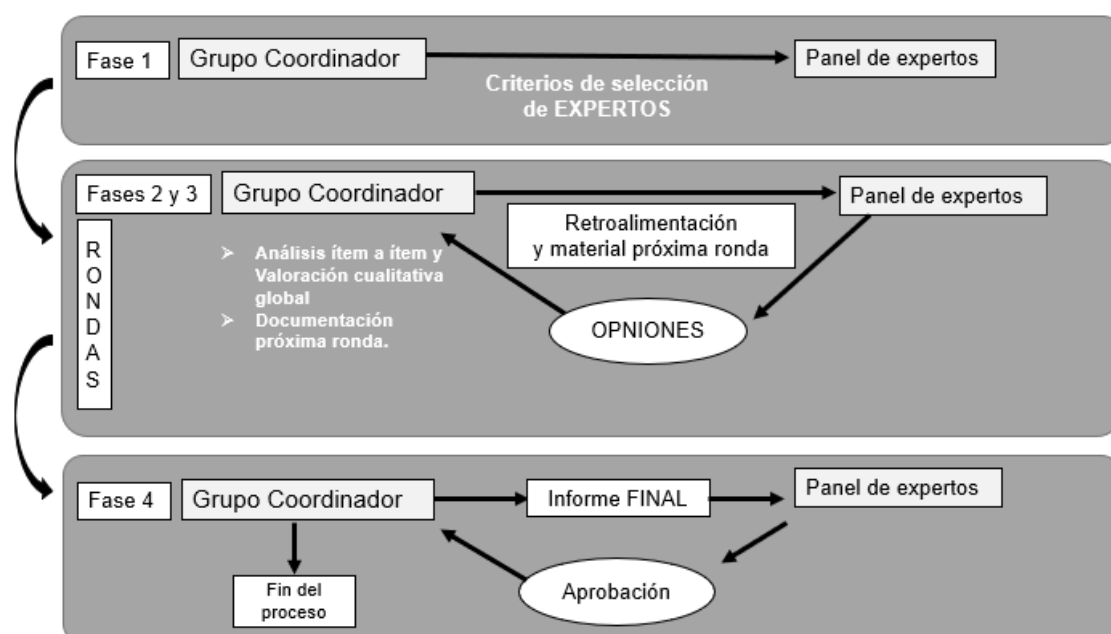 Fase 1
Grupo Coordinador
Panel de expertos
Criterios de selección
de EXPERTOS
Fases 2 y 3
Grupo Coordinador
Panel de expertos
Retroalimentación
y material próxima ronda
R
O
N
D
A
S
➢ Análisis ítem a ítem y
Valoración cualitativa
global
➢ Documentación
próxima ronda.
OPNIONES
Fase 4
Grupo Coordinador
Informe FINAL
Panel de expertos
Fin del
proceso
Aprobación